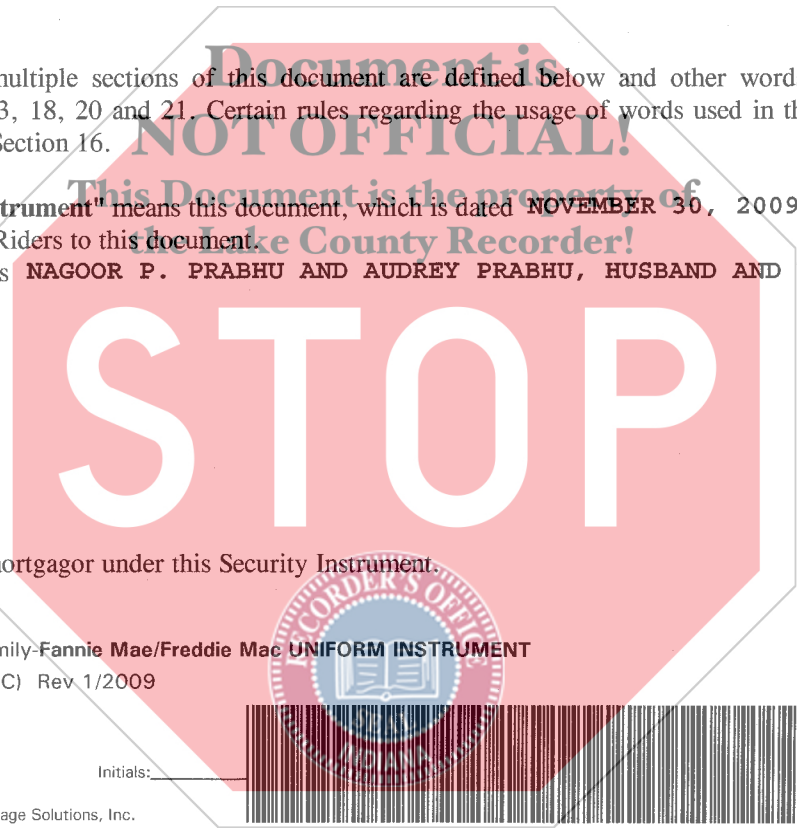 Document is
multiple sections of this document are defined below and other word
3, 18, 20 and 21. Certain rules regarding the usage of words used in th
Section 16.
NOT OFFICIAL!
This Document is the property of
trument" means this document, which is dated NOVEMBER 30, 2009
the Lake County Recorder!
Riders to this document.
s NAGOOR P. PRABHU AND AUDREY PRABHU, HUSBAND AND
STOP
ortgagor under this Security Instrument.
RECORDER'S OFFICE
mily-Fannie Mae/Freddie Mac UNIFORM INSTRUMENT
C) Rev 1/2009
SEAL
INDIANA
Initials:
age Solutions, Inc.